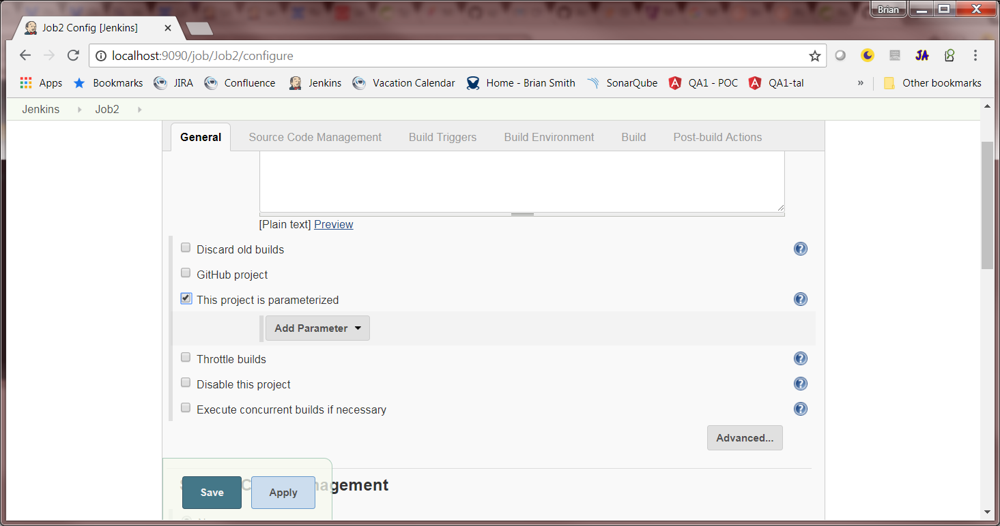 Brian
Job2 Config [Jenkins]
localhost:9090/job/Job2/configure
Apps Bookmarks JIRA Confluence Jenkins Vacation Calendar Home - Brian Smith SonarQube QA1 - POC QA1-tal » Other bookmarks
Jenkins Job2
General Source Code Management Build Triggers Build Environment Build Post-build Actions
[Plain text] Preview
Discard old builds
GitHub project
This project is parameterized
Add Parameter
Throttle builds
Disable this project
Execute concurrent builds if necessary
Advanced...
Save Apply agement